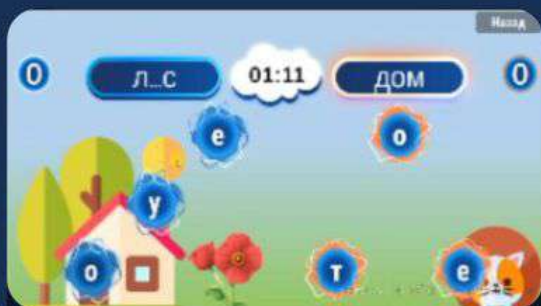 Назад
0 Л...С 01:11 ДОМ 0
е о
у
о т е